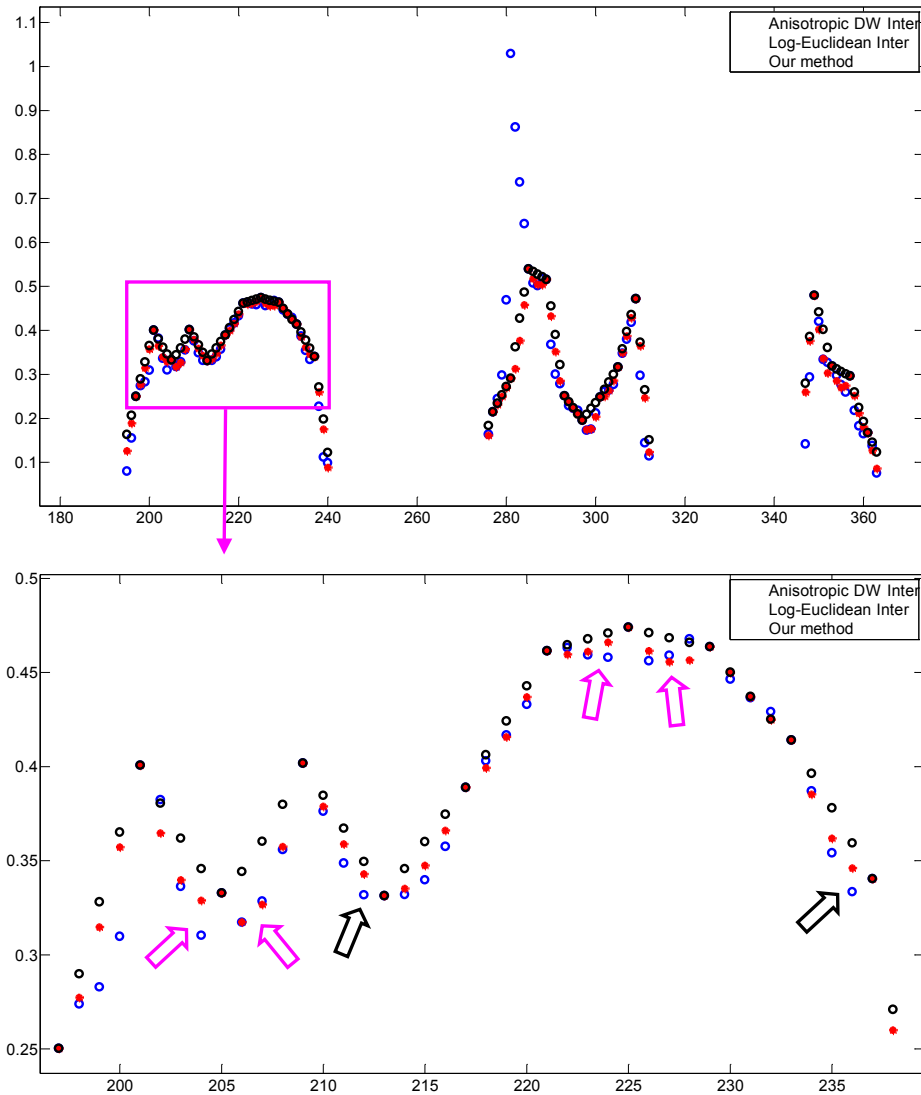 1.1
Anisotropic DW Inter
Log-Euclidean Inter
1
Our method
0.9
0.8
0.7
0.6
0.5
0.4
0.3
0.2
0.1
180 200 220 240 260 280 300 320 340 360
0.5
Anisotropic DW Inter
Log-Euclidean Inter
Our method
0.45
0.4
0.35
0.3
0.25
200 205 210 215 220 225 230 235